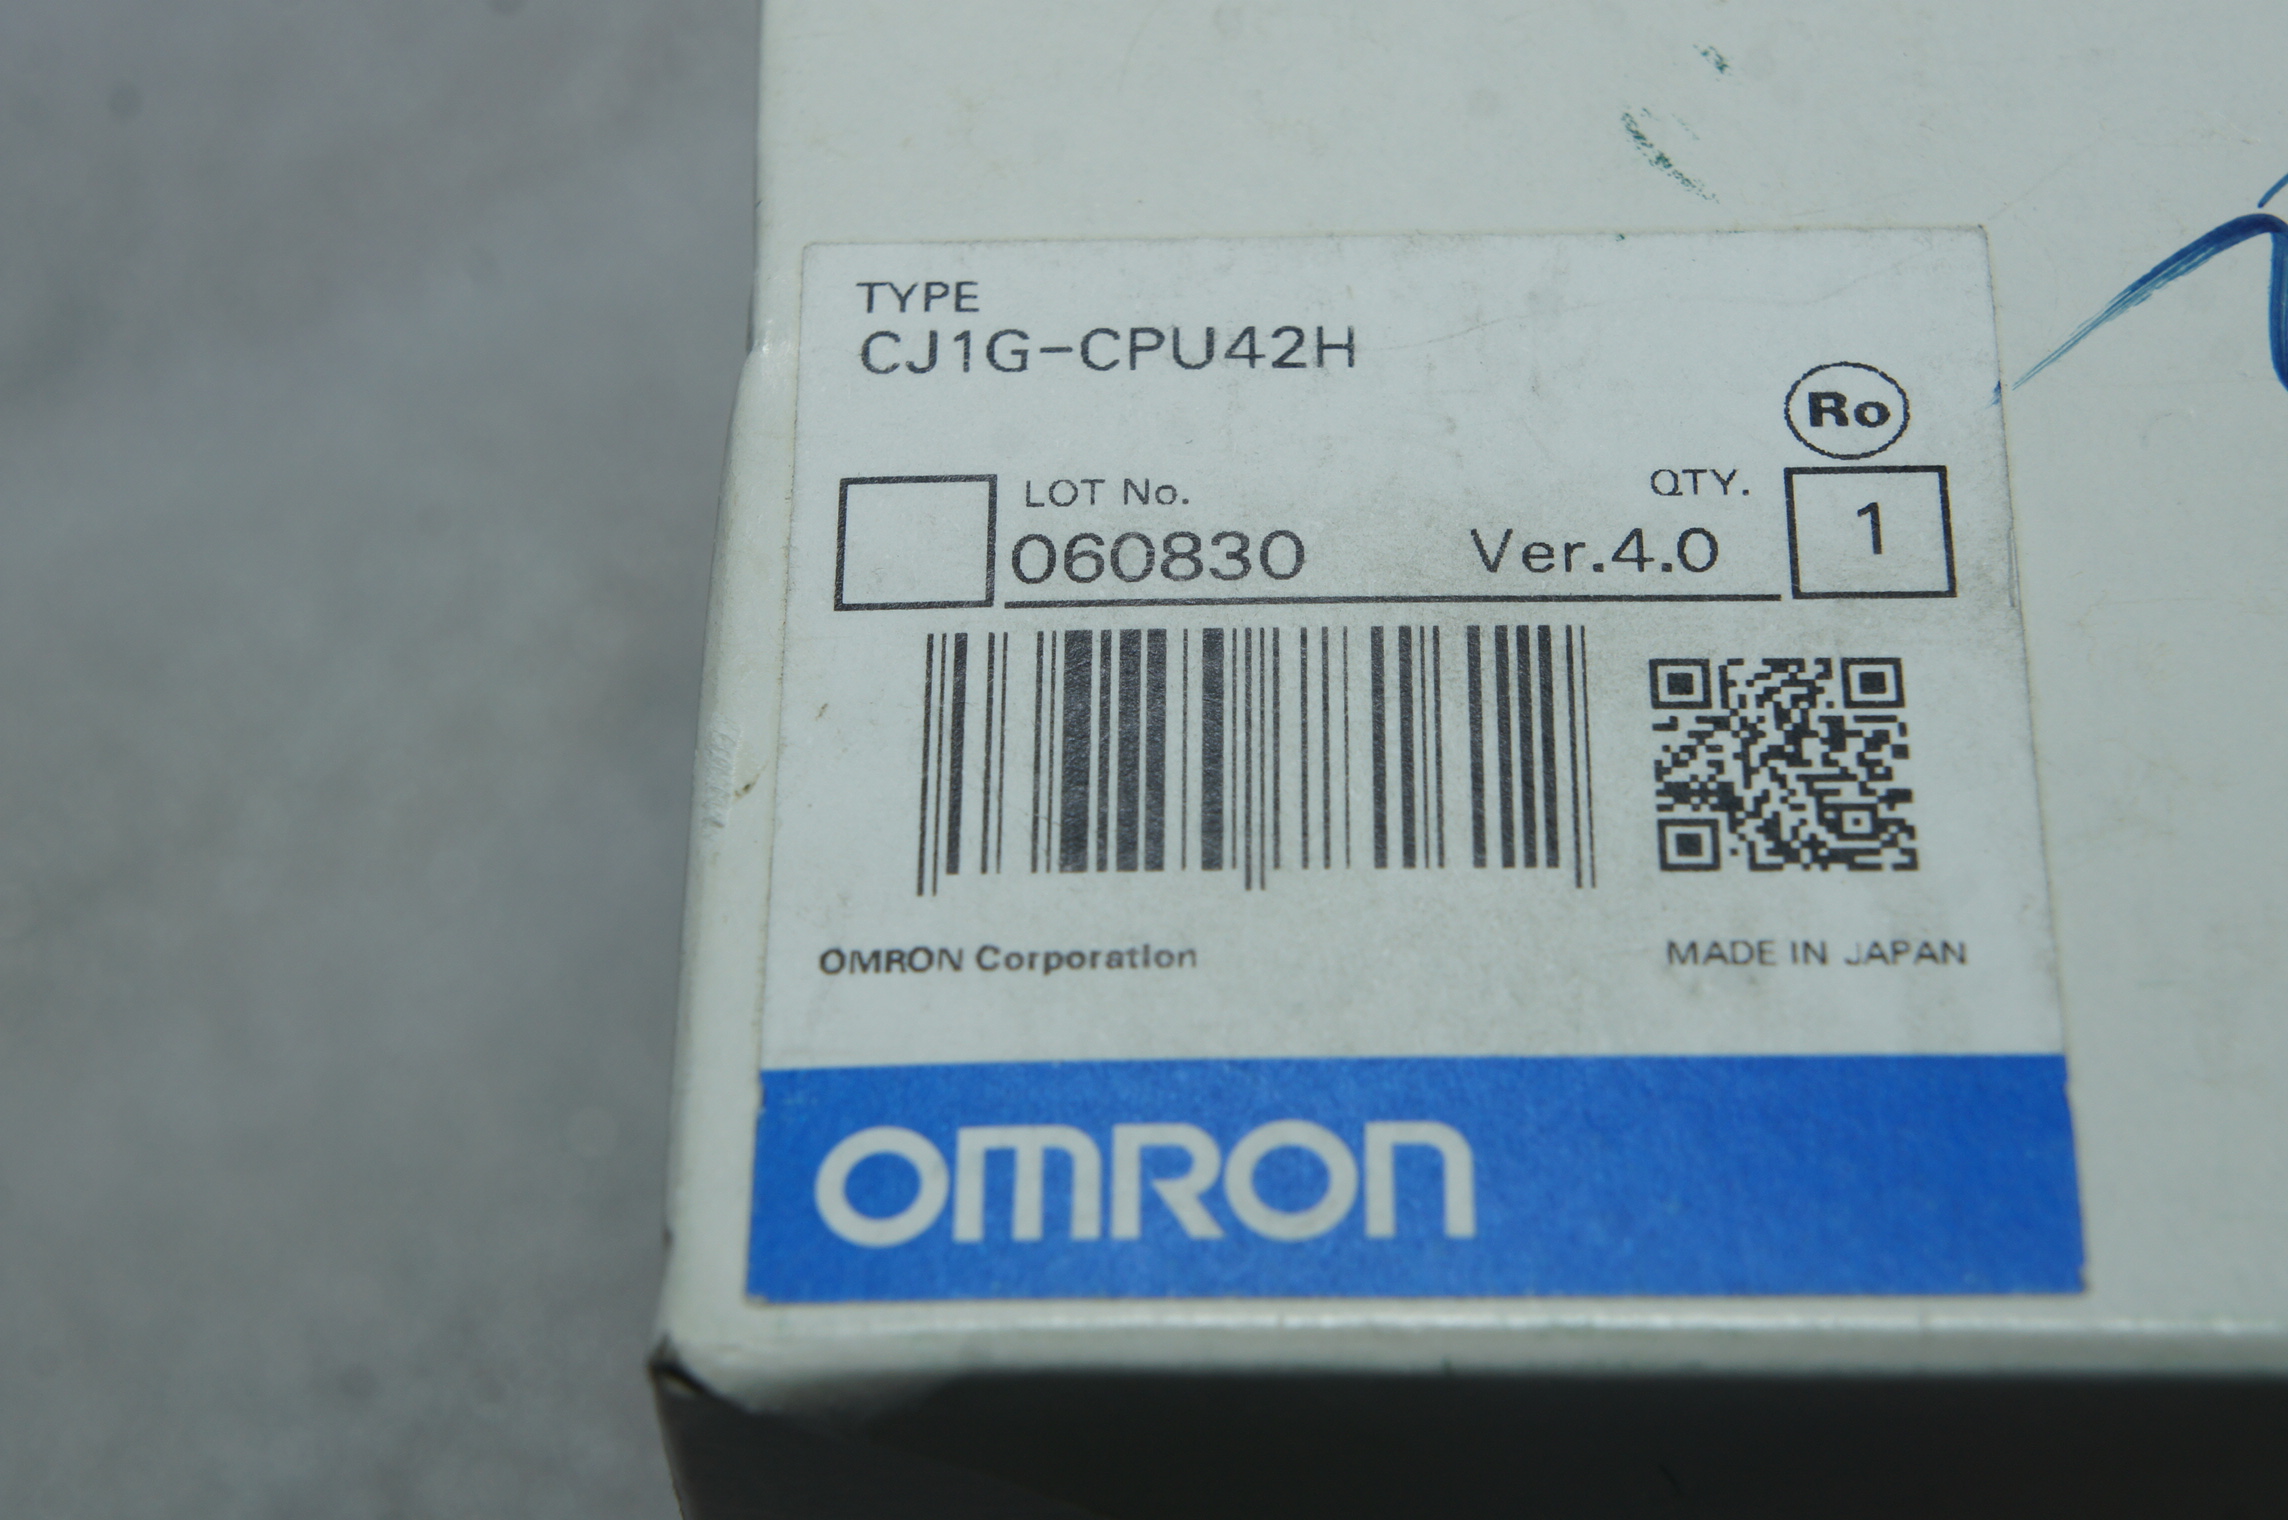 TYPE
CJ1G-CPU42H
Ro
LOT No.
QTY.
060830
Ver.4.0
1
OMRON Corporation
MADE IN JAPAN
OMRON